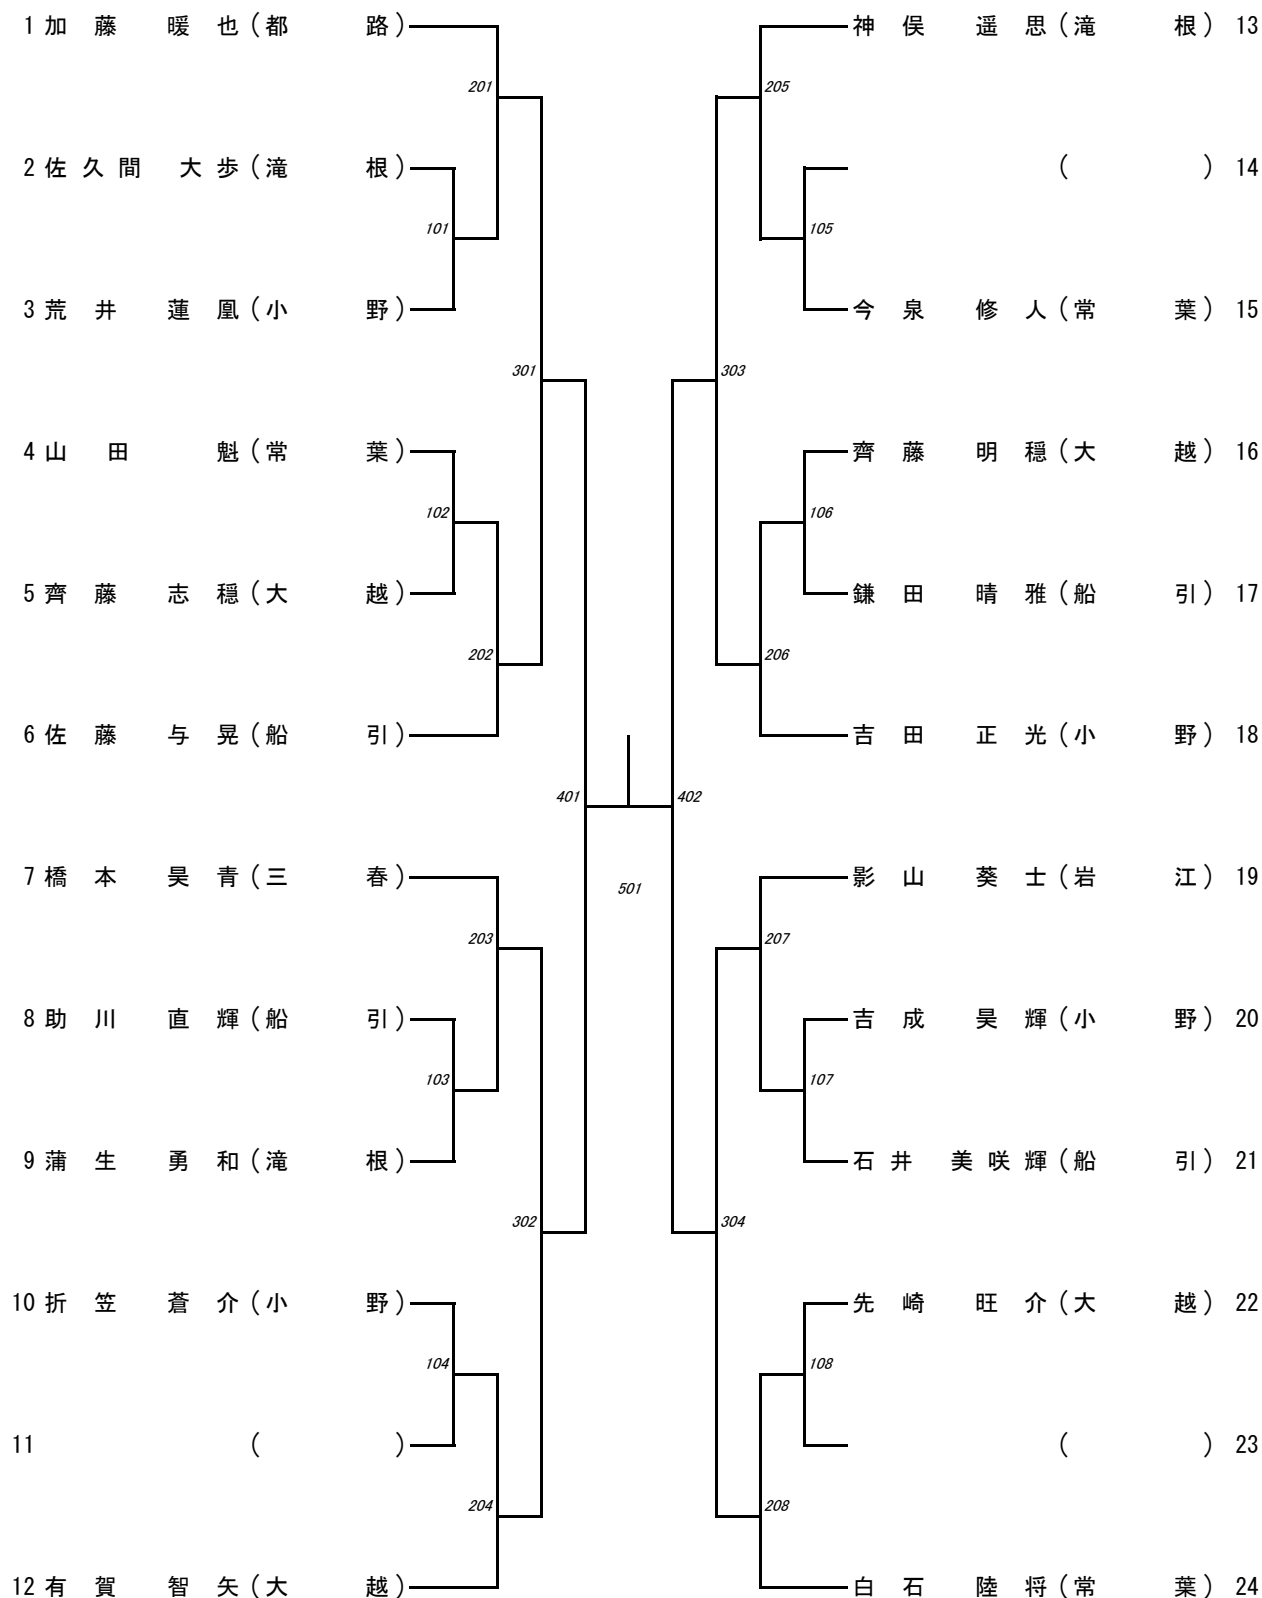 1 加藤 暖也(都路)
201
2 佐久間 大歩(滝根)
101
3 荒井 蓮凰(小野)
301
4 山田 魁(常葉)
102
5 齊藤 志穏(大越)
202
6 佐藤 与晃(船引)
401
7 橋本 昊青(三春)
203
8 助川 直輝(船引)
103
9 蒲生 勇和(滝根)
302
10 折笠 蒼介(小野)
104
11 ( )
204
12 有賀 智矢(大越)
501
神俣 遥思(滝根) 13
205
( ) 14
105
今泉 修人(常葉) 15
303
齊藤 明穏(大越) 16
106
鎌田 晴雅(船引) 17
206
吉田 正光(小野) 18
402
影山 葵士(岩江) 19
207
吉成 昊輝(小野) 20
107
石井 美咲輝(船引) 21
304
先崎 旺介(大越) 22
108
( ) 23
208
白石 陸将(常葉) 24